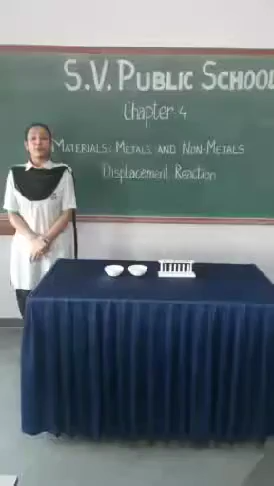 S.V. PUBLIC SCHOOL
Chapter 4
MATERIALS: METALS AND NON-METALS
Displacement Reaction